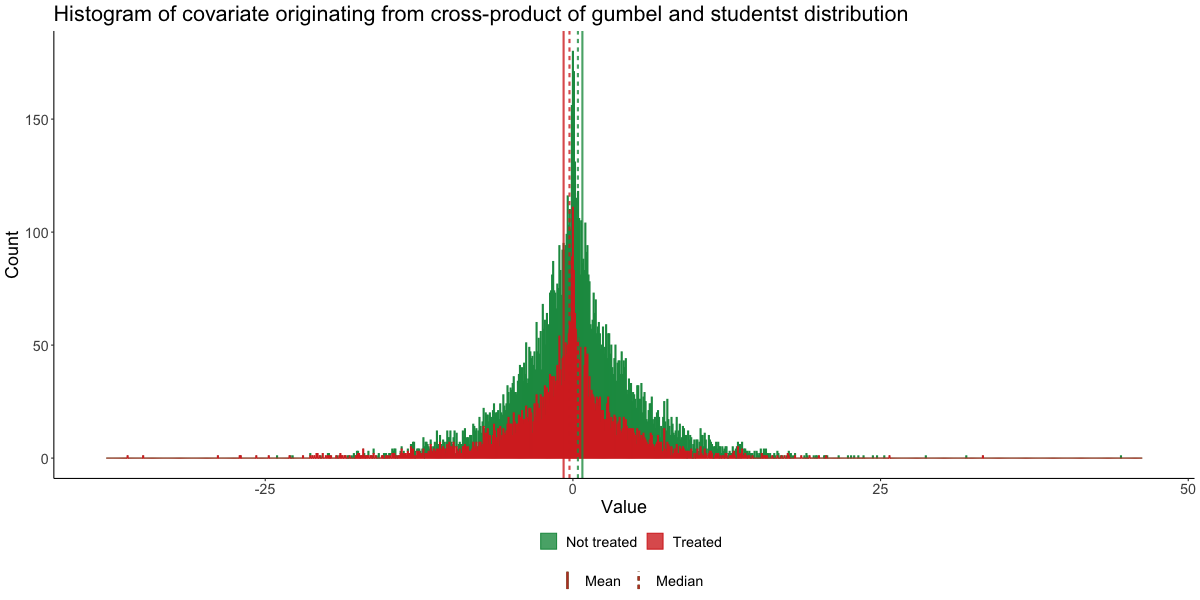 Histogram of covariate originating from cross-product of gumbel and studentst distribution
Count
150
100
50
0
-25
0
25
50
Value
Not treated
Treated
Mean
Median